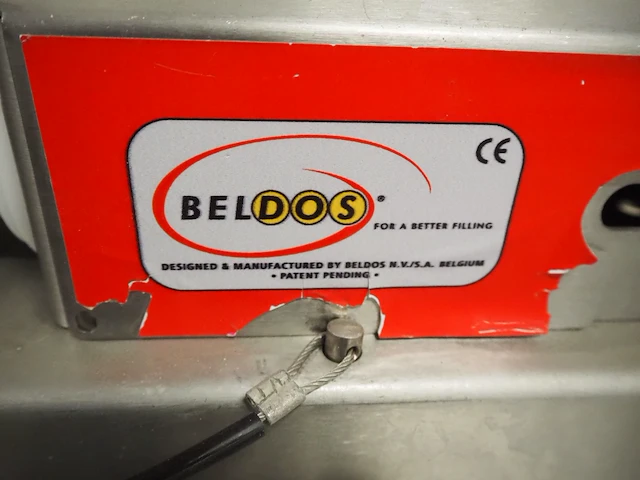 CE
BELDOS®
FOR A BETTER FILLING
DESIGNED & MANUFACTURED BY BELDOS N.V./S.A. BELGIUM
• PATENT PENDING •